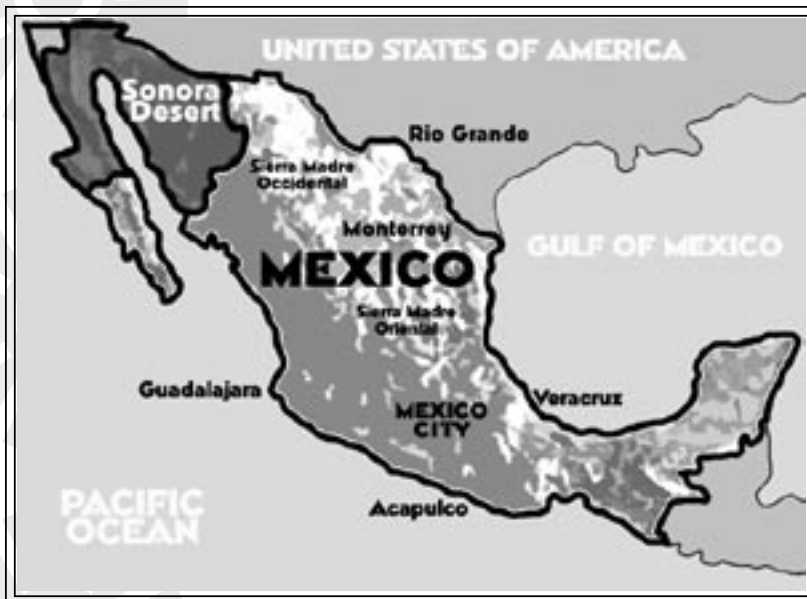 UNITED STATES OF AMERICA
Sonora
Desert
Rio Grande
Sierra Madre
Occidental
Monterrey
GULF OF MEXICO
MEXICO
Sierra Madre
Oriental
Guadalajara
Veracruz
MEXICO
CITY
PACIFIC
OCEAN
Acapulco